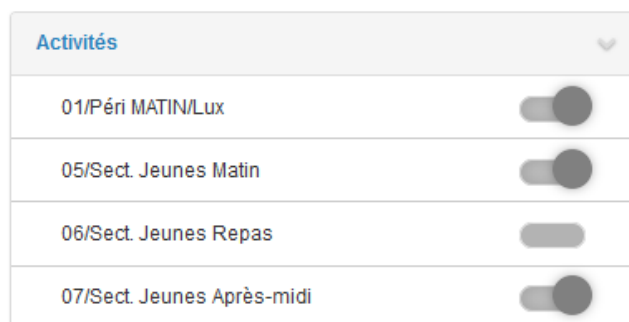 Activités
01/Péri MATIN/Lux
05/Sect. Jeunes Matin
06/Sect. Jeunes Repas
07/Sect. Jeunes Après-midi